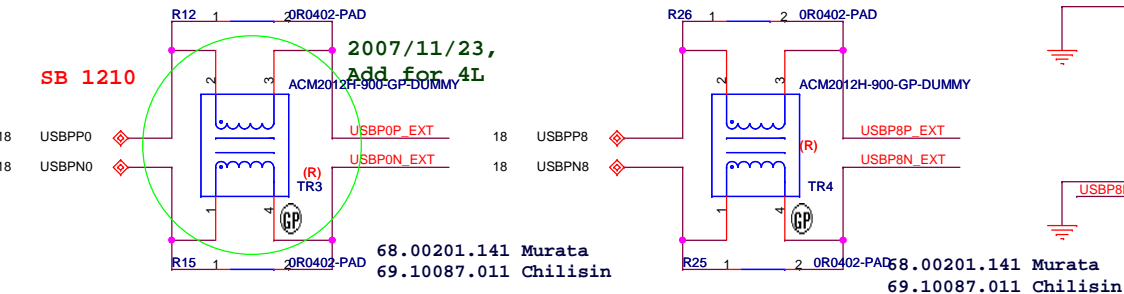 R12 1 2 0R0402-PAD
2007/11/23,
Add for 4L
SB 1210
2 3
ACM2012H-900-GP-DUMMY
18 USBPP0
USBP0P_EXT
18 USBPN0
USBP0N_EXT
(R)
TR3
1 4
GP
R15 1 2 0R0402-PAD
68.00201.141 Murata
69.10087.011 Chilisin
R26 1 2 0R0402-PAD
2 3
ACM2012H-900-GP-DUMMY
18 USBPP8
USBP8P_EXT
(R)
18 USBPN8
USBP8N_EXT
TR4
1 4
GP
R25 1 2 0R0402-PAD
68.00201.141 Murata
69.10087.011 Chilisin